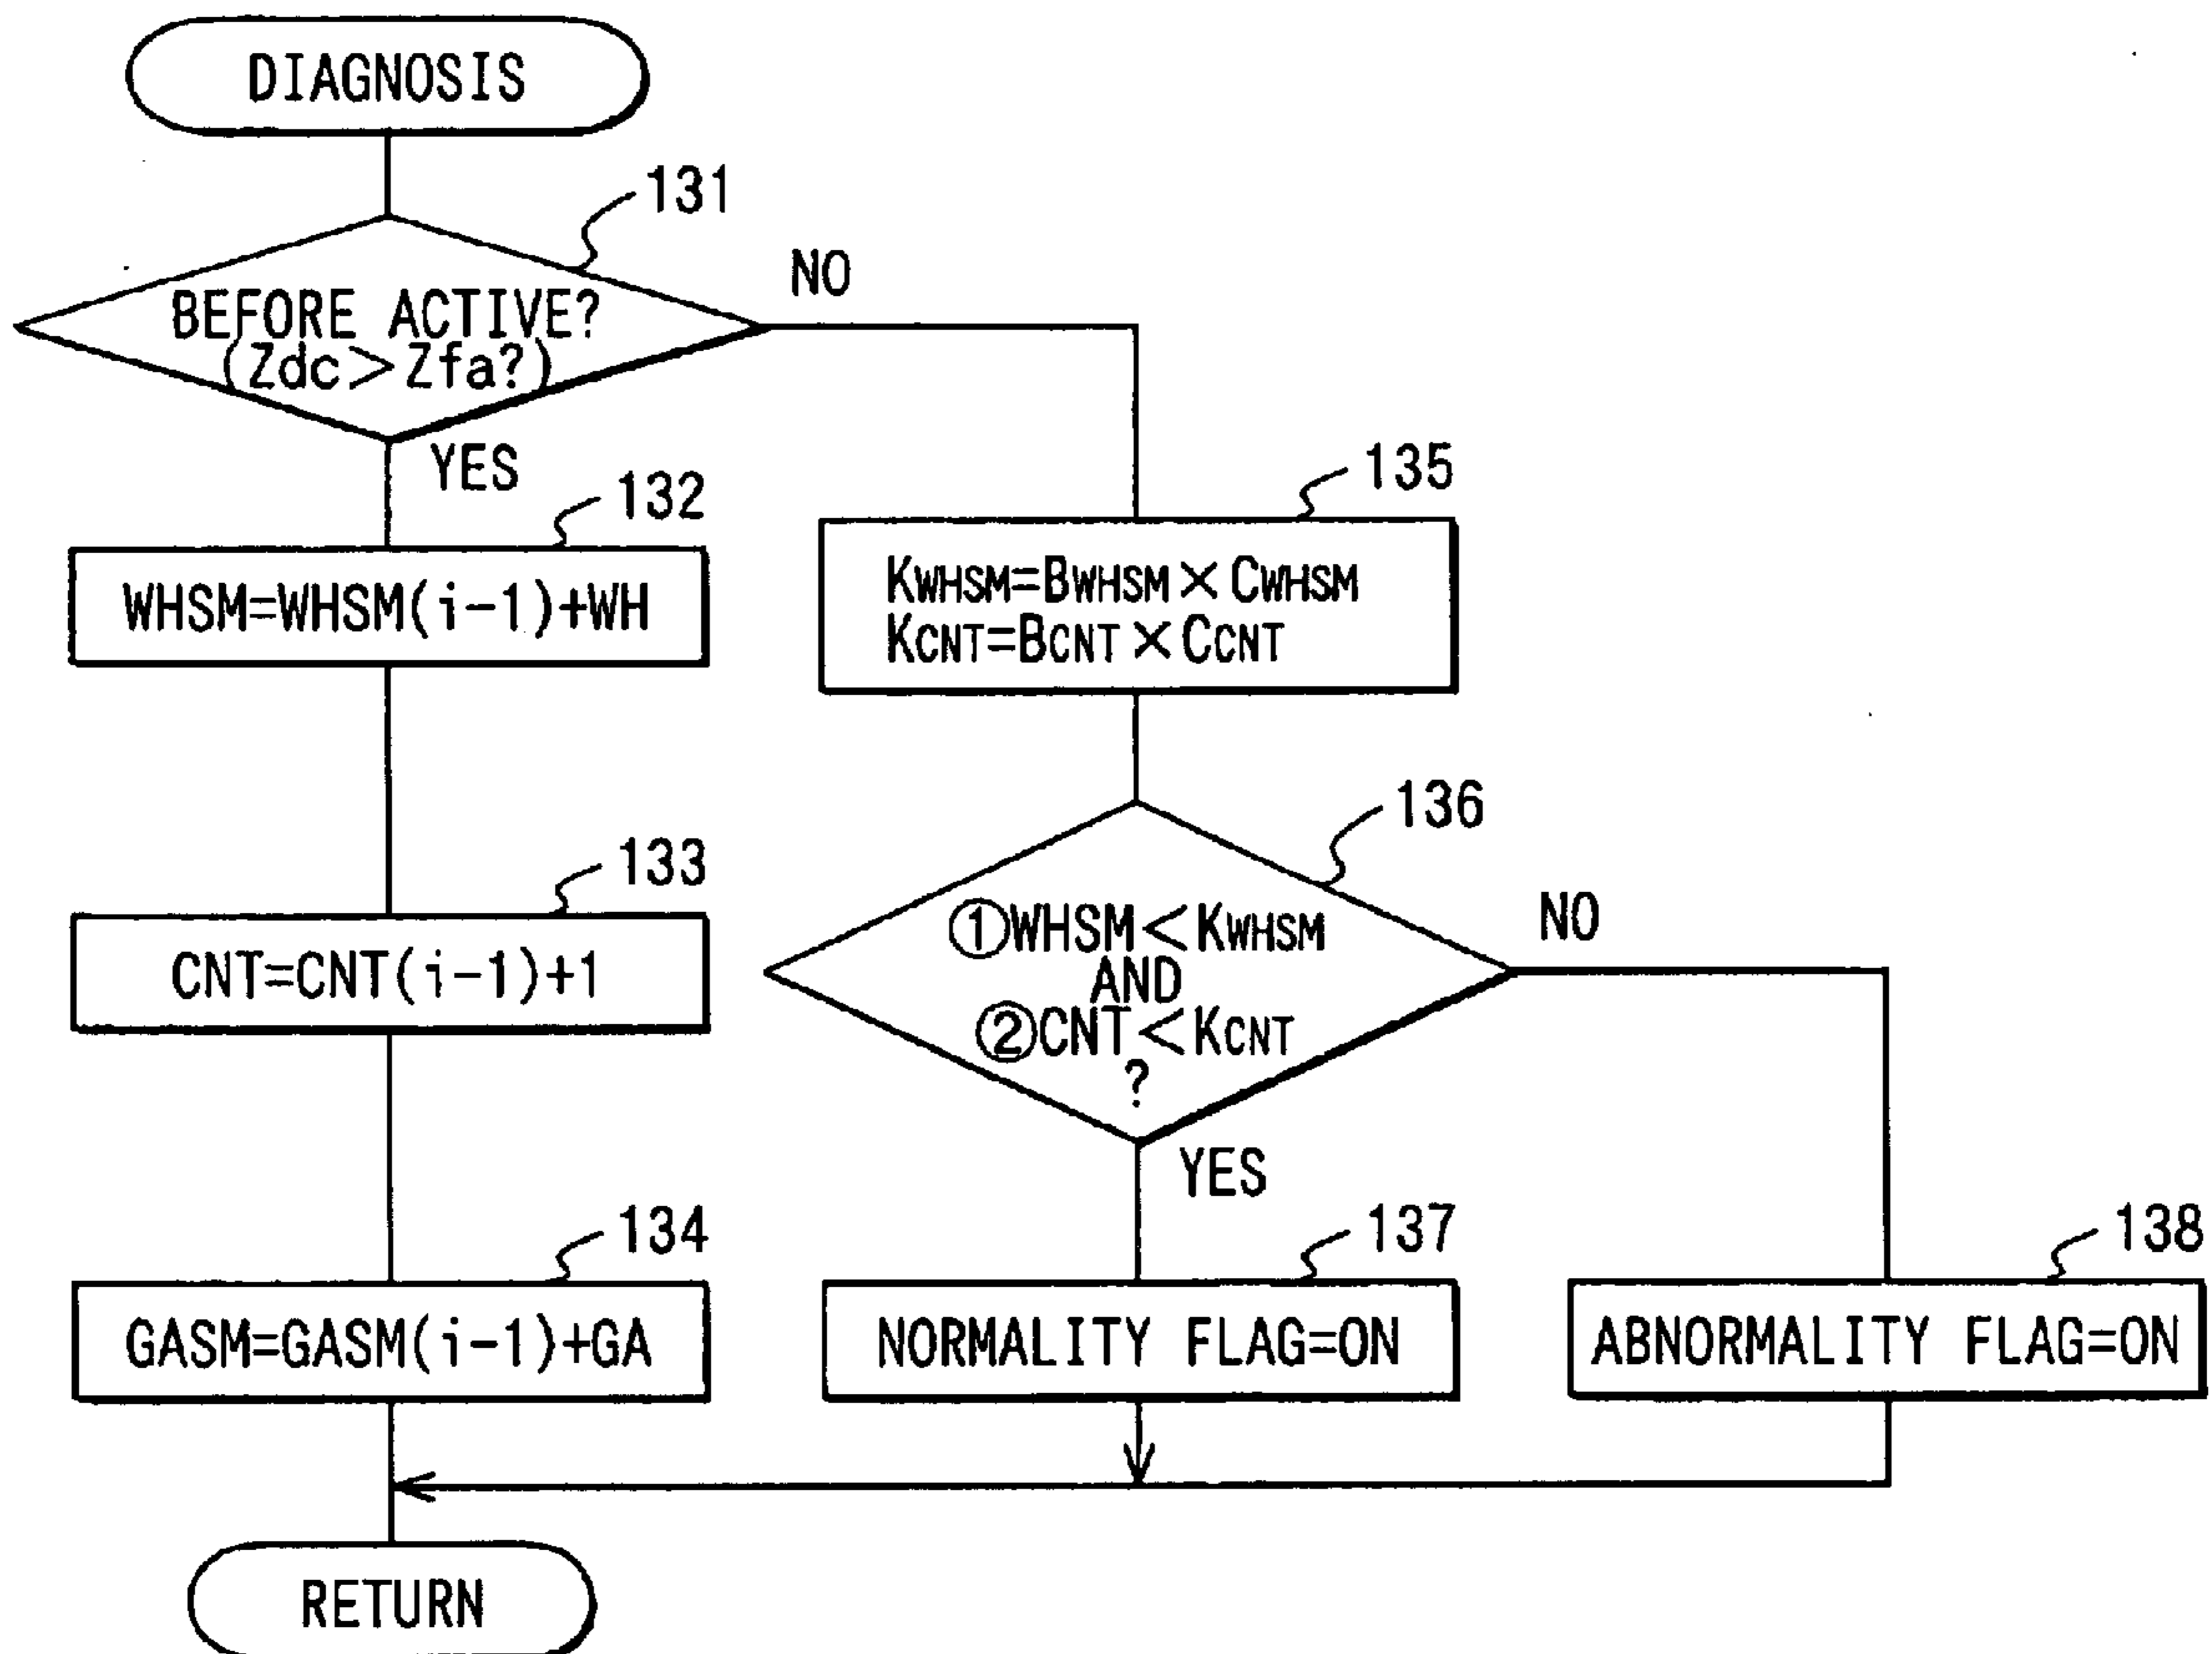 DIAGNOSIS
131
BEFORE ACTIVE?
(Zdc>Zfa?)
NO
YES
132
WHSM=WHSM(i-1)+WH
133
CNT=CNT(i-1)+1
134
GASM=GASM(i-1)+GA
135
KWHSM=BWHSM×CWHSM
KCNT=BCNT×CCNT
136
①WHSM<KWHSM
AND
②CNT<KCNT
?
NO
YES
137
NORMALITY FLAG=ON
138
ABNORMALITY FLAG=ON
RETURN